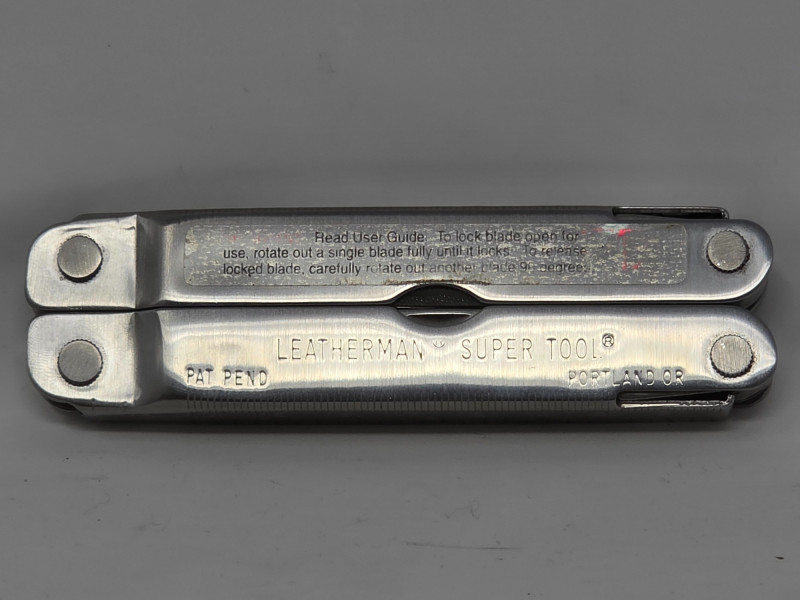 Read User Guide. To lock blade open for
use, rotate out a single blade fully until it locks. To release
locked blade, carefully rotate out another blade 90 degrees.
LEATHERMAN® SUPER TOOL®
PAT PEND
PORTLAND OR